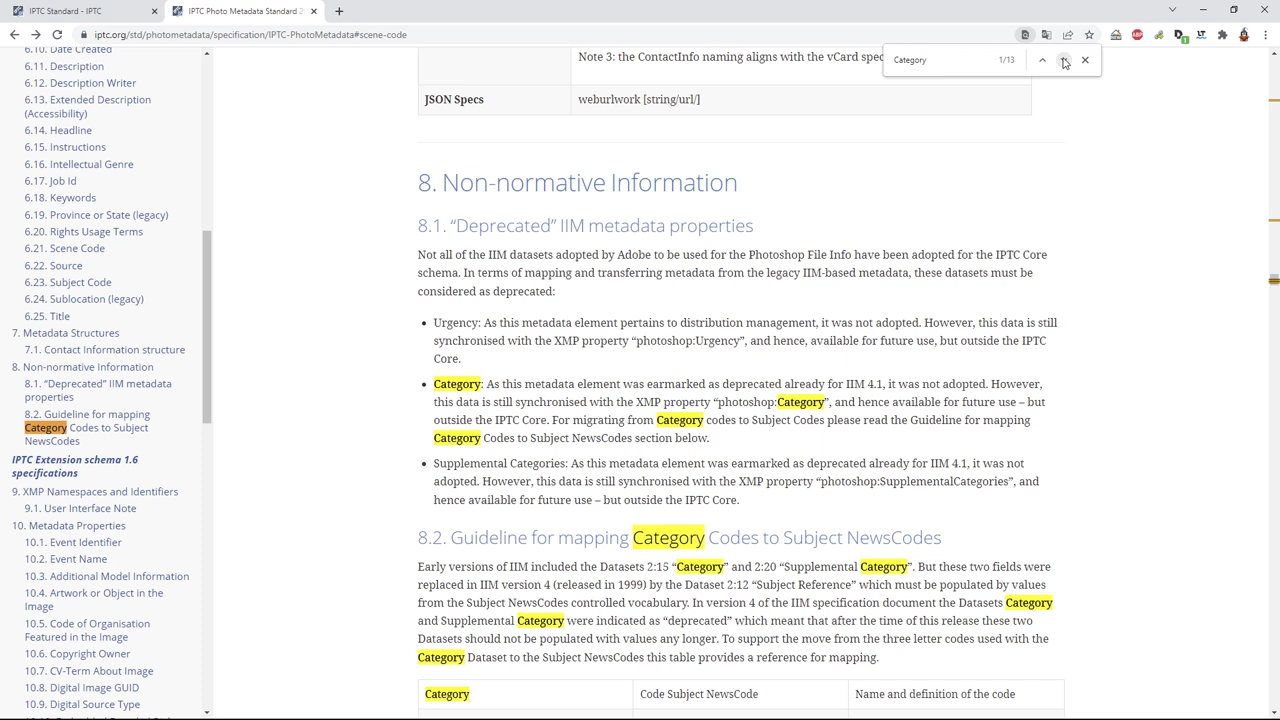 IPTC Standard - IPTC
IPTC Photo Metadata Standard 2
iptc.org/std/photometadata/specification/IPTC-PhotoMetadata#scene-code
Category
1/13
6.10. Date Created
6.11. Description
6.12. Description Writer
6.13. Extended Description
(Accessibility)
6.14. Headline
6.15. Instructions
6.16. Intellectual Genre
6.17. Job Id
6.18. Keywords
6.19. Province or State (legacy)
6.20. Rights Usage Terms
6.21. Scene Code
6.22. Source
6.23. Subject Code
6.24. Sublocation (legacy)
6.25. Title
7. Metadata Structures
7.1. Contact Information structure
8. Non-normative Information
8.1. “Deprecated” IIM metadata
properties
8.2. Guideline for mapping
Category Codes to Subject
NewsCodes
IPTC Extension schema 1.6
specifications
9. XMP Namespaces and Identifiers
9.1. User Interface Note
10. Metadata Properties
10.1. Event Identifier
10.2. Event Name
10.3. Additional Model Information
10.4. Artwork or Object in the
Image
10.5. Code of Organisation
Featured in the Image
10.6. Copyright Owner
10.7. CV-Term About Image
10.8. Digital Image GUID
10.9. Digital Source Type
Note 3: the ContactInfo naming aligns with the vCard spec
JSON Specs
weburlwork [string/url/]
8. Non-normative Information
8.1. “Deprecated” IIM metadata properties
Not all of the IIM datasets adopted by Adobe to be used for the Photoshop File Info have been adopted for the IPTC Core
schema. In terms of mapping and transferring metadata from the legacy IIM-based metadata, these datasets must be
considered as deprecated:
• Urgency: As this metadata element pertains to distribution management, it was not adopted. However, this data is still
synchronised with the XMP property “photoshop:Urgency”, and hence, available for future use, but outside the IPTC
Core.
• Category: As this metadata element was earmarked as deprecated already for IIM 4.1, it was not adopted. However,
this data is still synchronised with the XMP property “photoshop:Category”, and hence available for future use – but
outside the IPTC Core. For migrating from Category codes to Subject Codes please read the Guideline for mapping
Category Codes to Subject NewsCodes section below.
• Supplemental Categories: As this metadata element was earmarked as deprecated already for IIM 4.1, it was not
adopted. However, this data is still synchronised with the XMP property “photoshop:SupplementalCategories”, and
hence available for future use – but outside the IPTC Core.
8.2. Guideline for mapping Category Codes to Subject NewsCodes
Early versions of IIM included the Datasets 2:15 “Category” and 2:20 “Supplemental Category”. But these two fields were
replaced in IIM version 4 (released in 1999) by the Dataset 2:12 “Subject Reference” which must be populated by values
from the Subject NewsCodes controlled vocabulary. In version 4 of the IIM specification document the Datasets Category
and Supplemental Category were indicated as “deprecated” which meant that after the time of this release these two
Datasets should not be populated with values any longer. To support the move from the three letter codes used with the
Category Dataset to the Subject NewsCodes this table provides a reference for mapping.
Category
Code Subject NewsCode
Name and definition of the code